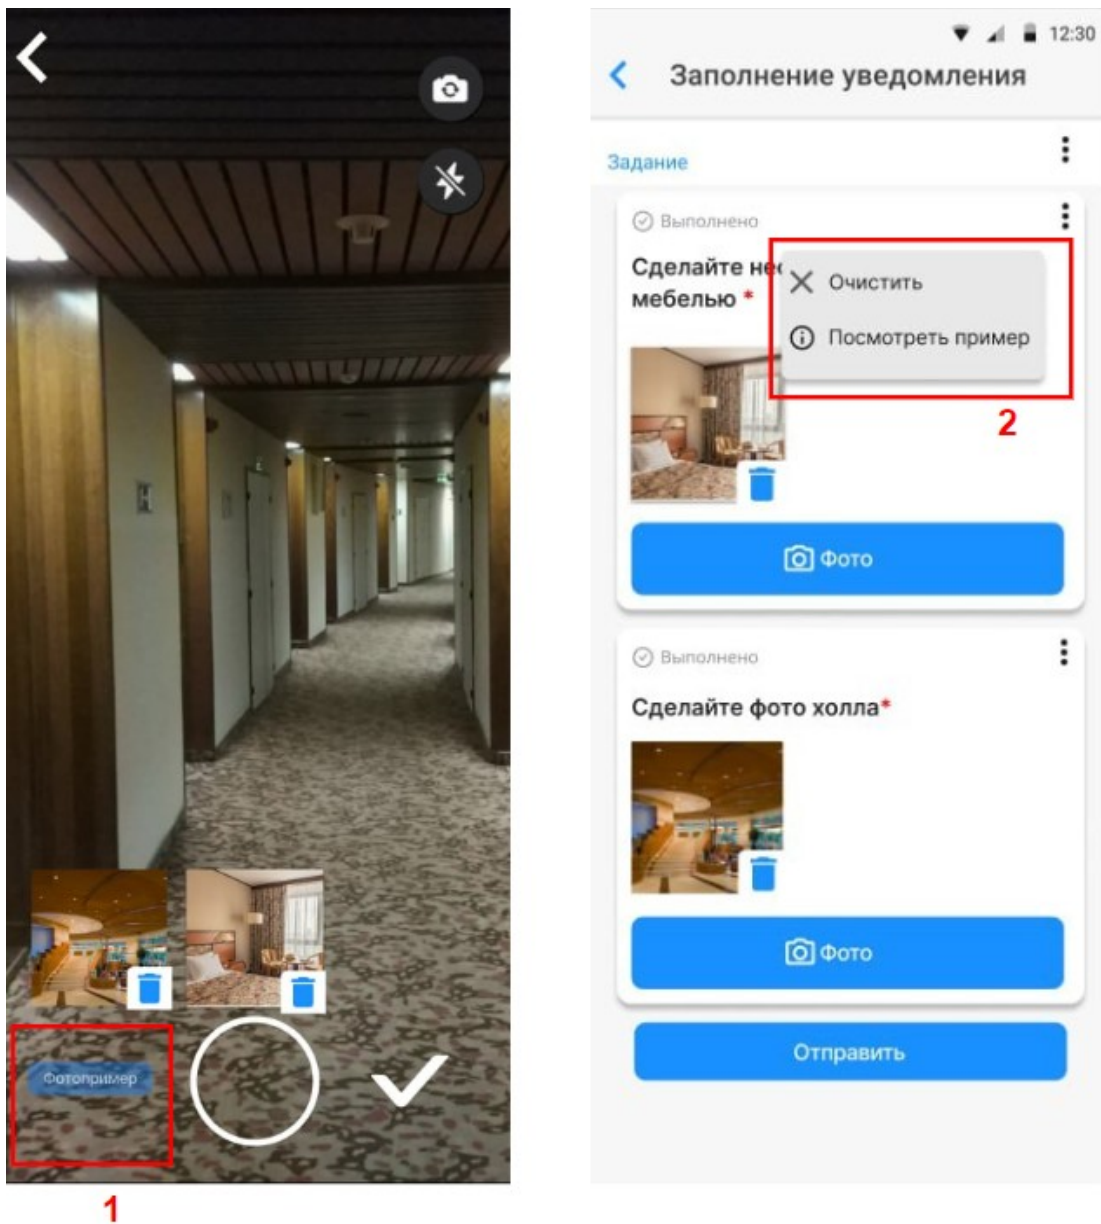 Фотопример
1
12:30
Заполнение уведомления
Задание
Выполнено
Сделайте
мебелью *
Очистить
Посмотреть пример
2
Фото
Выполнено
Сделайте фото холла*
Фото
Отправить